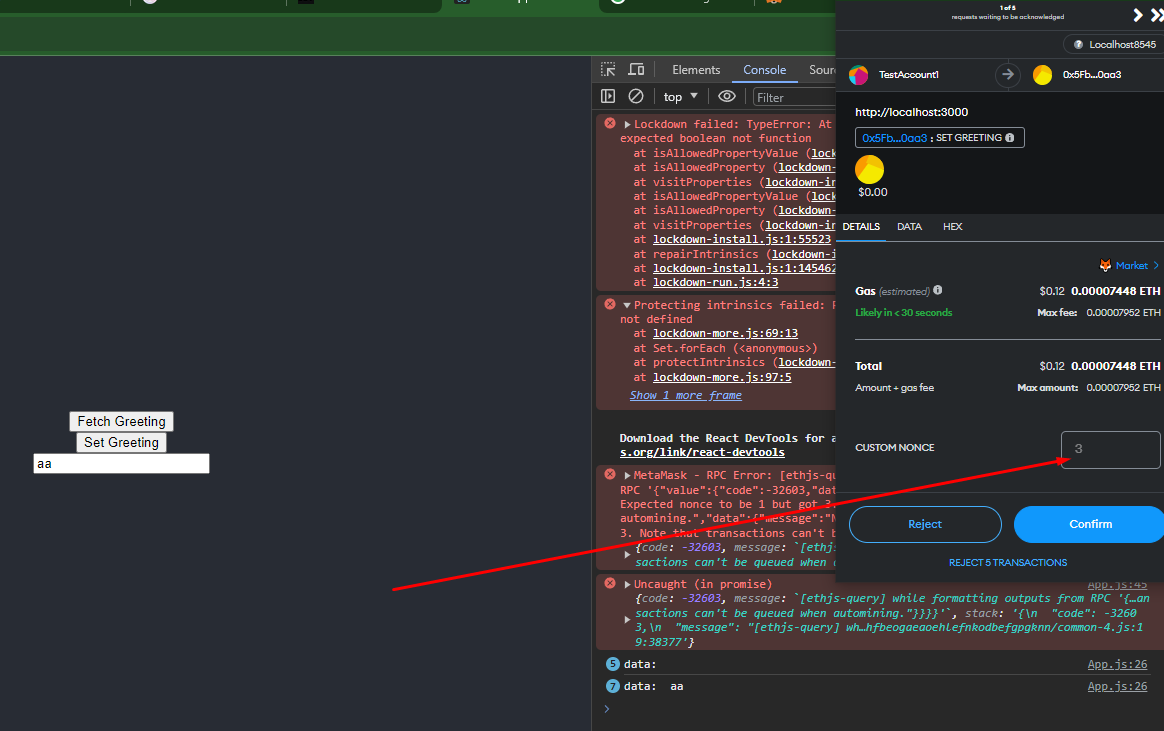 Fetch Greeting
Set Greeting
aa
Elements
Console
top
Filter
Lockdown failed: TypeError: At
expected boolean not function
at isAllowedPropertyValue (lock
at isAllowedProperty (lockdown-
at visitProperties (lockdown-in
at isAllowedPropertyValue (lock
at isAllowedProperty (lockdown-
at visitProperties (lockdown-in
at lockdown-install.js:1:55523
at repairIntrinsics (lockdown-i
at lockdown-install.js:1:145462
at lockdown-run.js:4:3
Protecting intrinsics failed:
not defined
at lockdown-more.js:69:13
at Set.forEach (<anonymous>)
at protectIntrinsics (lockdown-
at lockdown-more.js:97:5
Show 1 more frame
Download the React DevTools for a
s.org/link/react-devtools
MetaMask - RPC Error: [ethjs-qu
RPC '{"value":{"code":-32603,"dat
Expected nonce to be 1 but got 3.
automining.","data":{"message":"N
3. Note that transactions can't b
{code: -32603, message: `[ethj
sactions can't be queued when
Uncaught (in promise)
App.js:45
{code: -32603, message: `[ethjs-query] while formatting outputs from RPC '{…an
sactions can't be queued when automining."}}}}'`, stack: '{\n  "code": -3260
3,\n  "message": "[ethjs-query] wh…hfbeogaeaoehlefnkodbefgpgknn/common-4.js:1
9:38377'}
5 data:
App.js:26
7 data: aa
App.js:26
1 of 5
requests waiting to be acknowledged
Localhost8545
TestAccount1
0x5Fb...0aa3
http://localhost:3000
0x5Fb...0aa3 : SET GREETING
$0.00
DETAILS
DATA
HEX
Market >
Gas (estimated)
$0.12 0.00007448 ETH
Likely in < 30 seconds
Max fee: 0.00007952 ETH
Total
$0.12 0.00007448 ETH
Amount + gas fee
Max amount: 0.00007952 ETH
CUSTOM NONCE
3
Reject
Confirm
REJECT 5 TRANSACTIONS